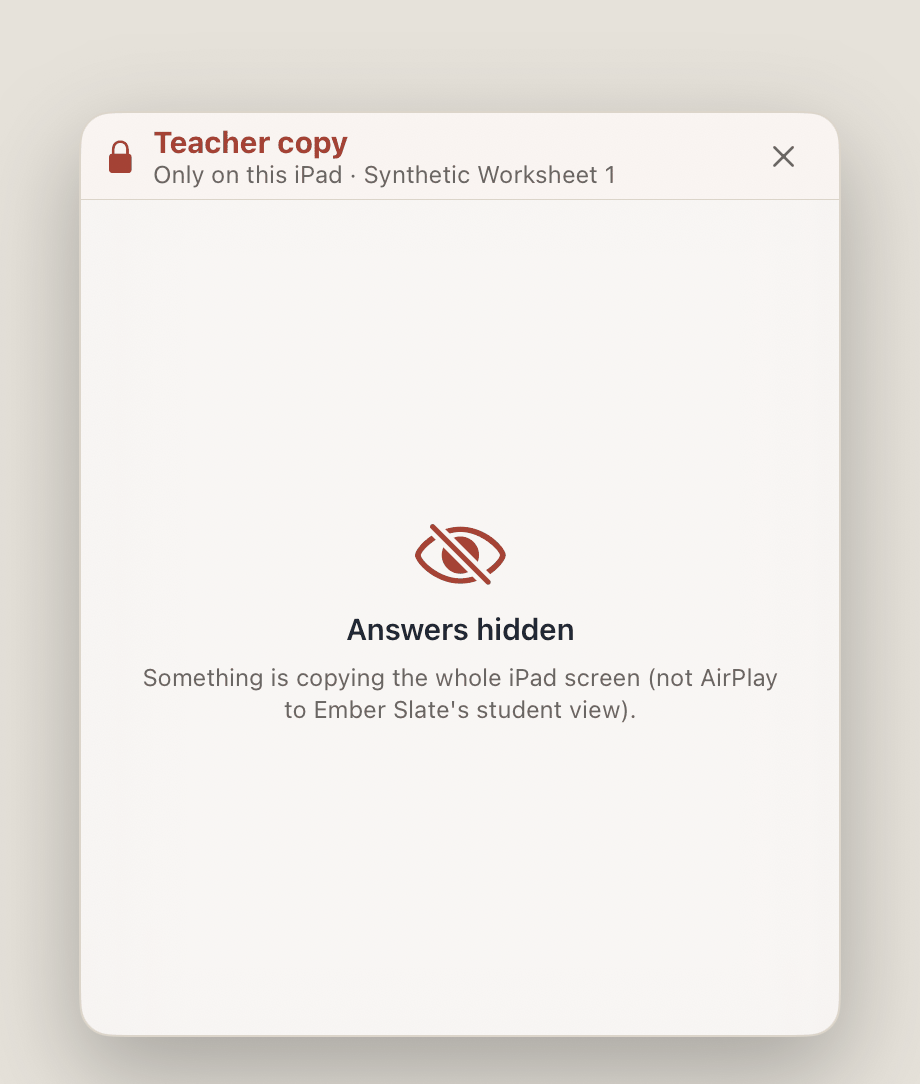 Teacher copy
Only on this iPad · Synthetic Worksheet 1
Answers hidden
Something is copying the whole iPad screen (not AirPlay
to Ember Slate's student view).